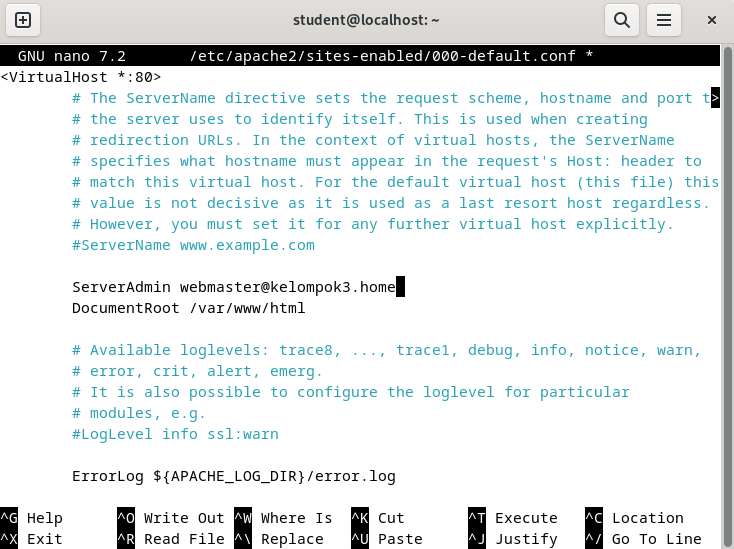 student@localhost: ~
GNU nano 7.2 /etc/apache2/sites-enabled/000-default.conf *
<VirtualHost *:80>
# The ServerName directive sets the request scheme, hostname and port t>
# the server uses to identify itself. This is used when creating
# redirection URLs. In the context of virtual hosts, the ServerName
# specifies what hostname must appear in the request's Host: header to
# match this virtual host. For the default virtual host (this file) this
# value is not decisive as it is used as a last resort host regardless.
# However, you must set it for any further virtual host explicitly.
#ServerName www.example.com
ServerAdmin webmaster@kelompok3.home
DocumentRoot /var/www/html
# Available loglevels: trace8, ..., trace1, debug, info, notice, warn,
# error, crit, alert, emerg.
# It is also possible to configure the loglevel for particular
# modules, e.g.
#LogLevel info ssl:warn
ErrorLog ${APACHE_LOG_DIR}/error.log
^G Help ^O Write Out ^W Where Is ^K Cut ^T Execute ^C Location
^X Exit ^R Read File ^\ Replace ^U Paste ^J Justify ^/ Go To Line